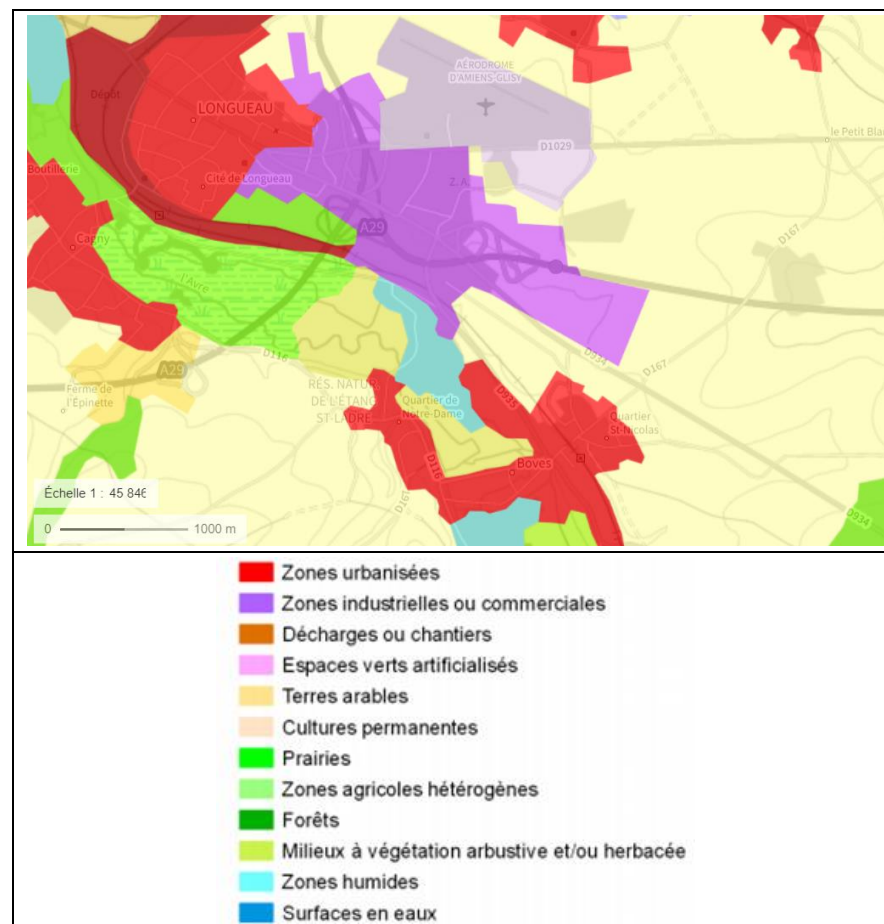 AÉRODROME
D'AMIENS-GLISY
Dépôt
LONGUEAU
le Petit Bla
D1029
Boutillerie
Cité de Longueau
Z. A.
A29
D167
Cagny
l'Avre
D116
D934
A29
D167
RÉS. NATUR.
DE L'ÉTANG
ST-LADRE
Ferme de
l'Épinette
Quartier de
Notre-Dame
D935
Quartier
St-Nicolas
D116
Boves
D167
D934
Échelle 1 : 45 846
0 1000 m
Zones urbanisées
Zones industrielles ou commerciales
Décharges ou chantiers
Espaces verts artificialisés
Terres arables
Cultures permanentes
Prairies
Zones agricoles hétérogènes
Forêts
Milieux à végétation arbustive et/ou herbacée
Zones humides
Surfaces en eaux